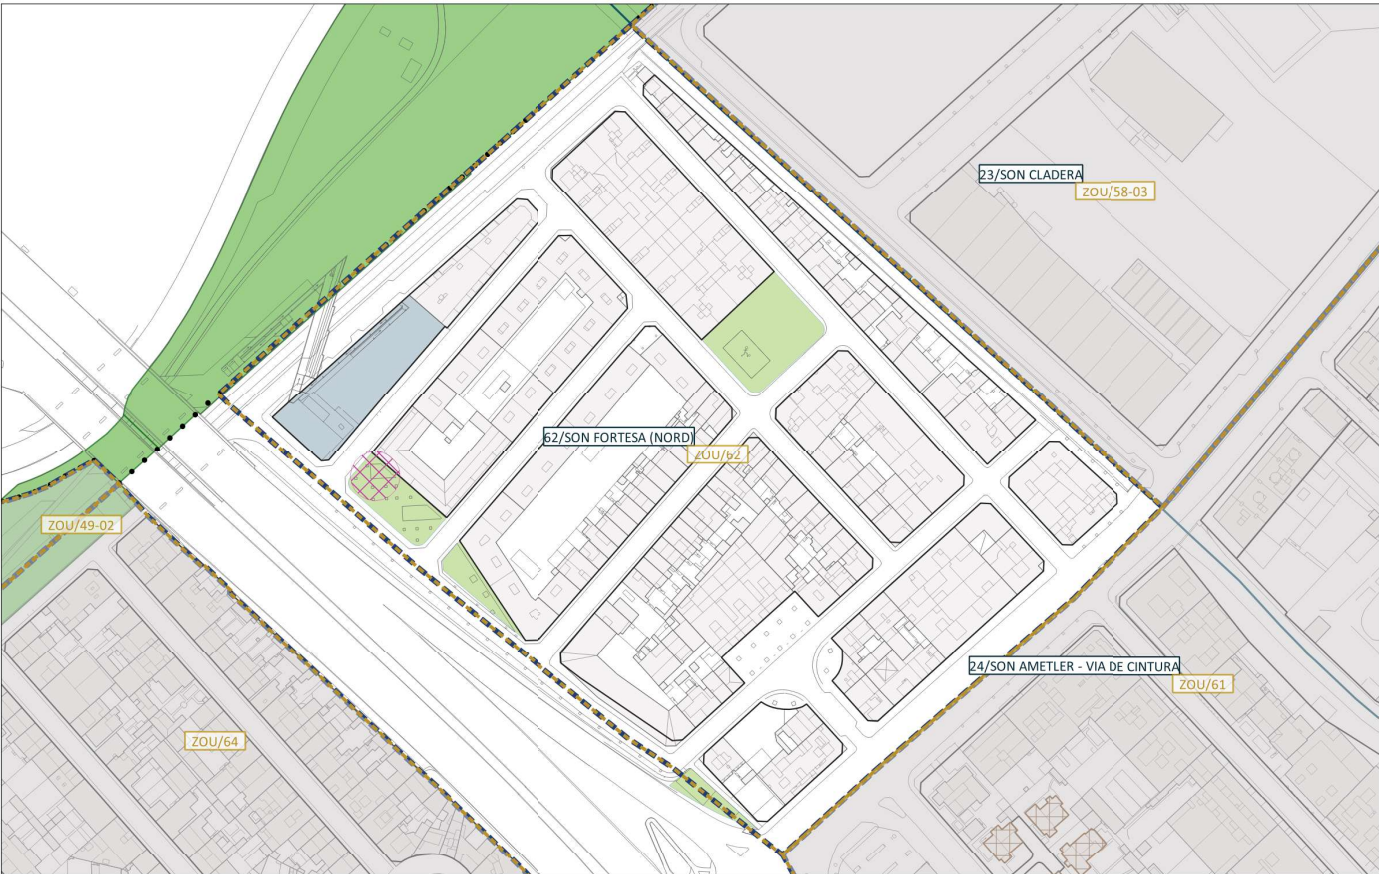 23/SON CLADERA
ZOU/58-03
62/SON FORTESA (NORD)
ZOU/62
ZOU/49-02
24/SON AMETLER - VIA DE CINTURA
ZOU/61
ZOU/64